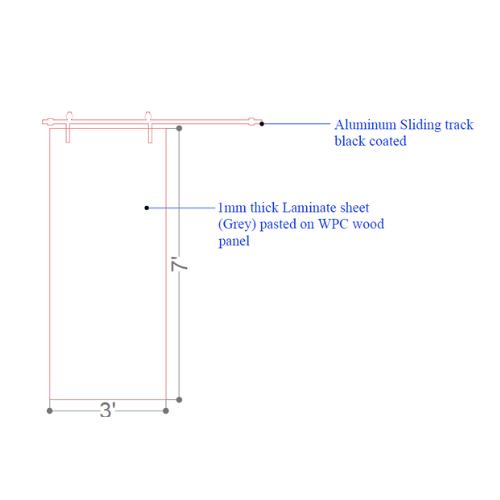 Aluminum Sliding track
black coated
1mm thick Laminate sheet
(Grey) pasted on WPC wood
panel
7'
3'